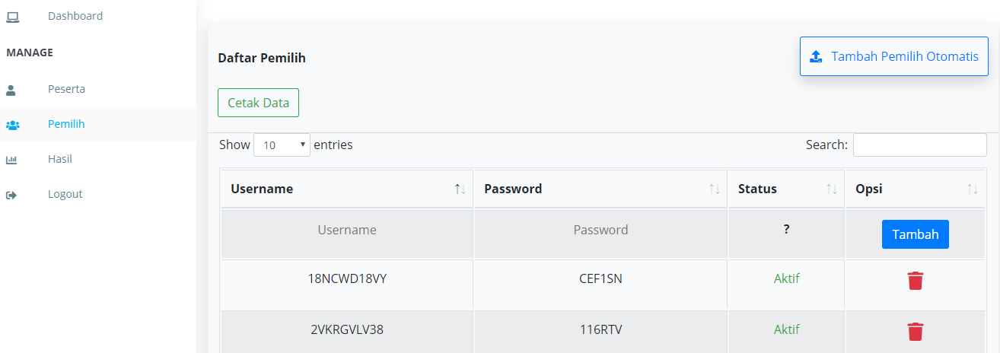 Dashboard
MANAGE
Peserta
Pemilih
Hasil
Logout
Daftar Pemilih
Tambah Pemilih Otomatis
Cetak Data
Show 10 entries
Search:
Username Password Status Opsi
Username Password ? Tambah
18NCWD18VY CEF1SN Aktif
2VKRGVLV38 116RTV Aktif